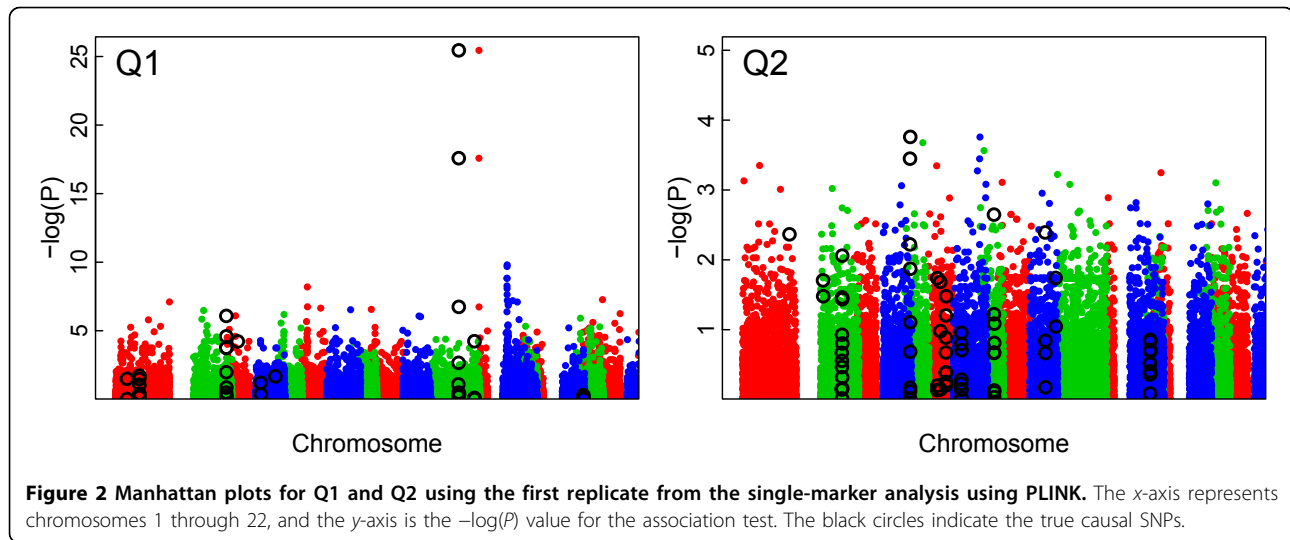 Q1
Q2
25
20
15
10
5
−log(P)
5
4
3
2
1
−log(P)
Chromosome
Chromosome
Figure 2 Manhattan plots for Q1 and Q2 using the first replicate from the single-marker analysis using PLINK. The x-axis represents
chromosomes 1 through 22, and the y-axis is the −log(P) value for the association test. The black circles indicate the true causal SNPs.